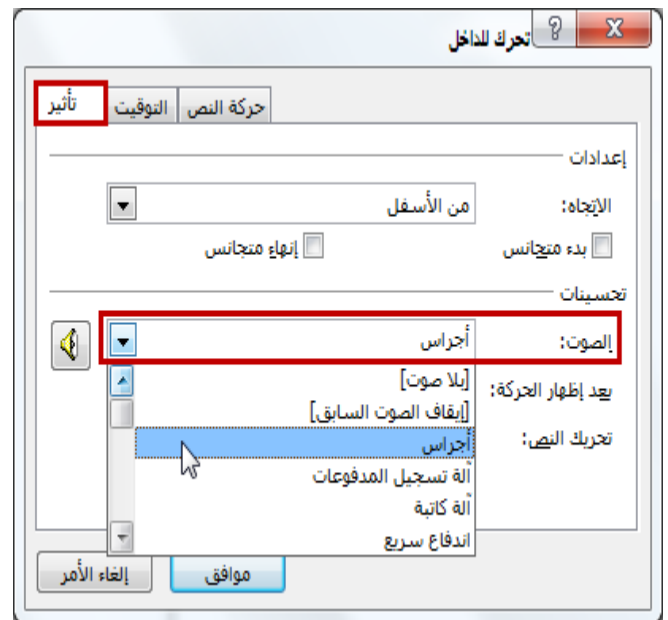 تحرك للداخل
تأثير التوقيت حركة النص
إعدادات
الاتجاه: من الأسفل
بدء متجانس إنهاء متجانس
تحسينات
الصوت: أجراس
[بلا صوت]
بعد إظهار الحركة:
[إيقاف الصوت السابق]
تحريك النص: أجراس
آلة تسجيل المدفوعات
آلة كاتبة
اندفاع سريع
موافق إلغاء الأمر